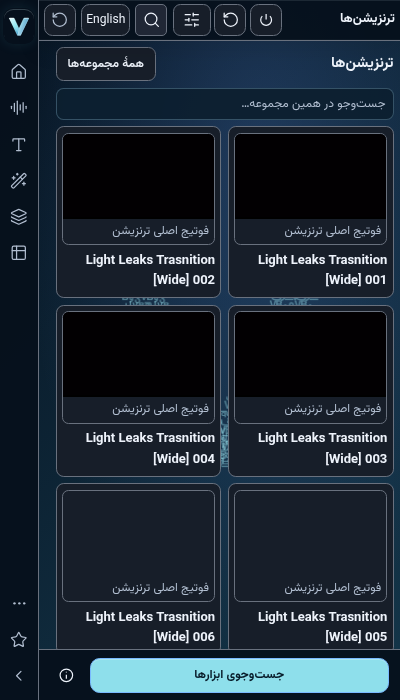 English
ترنزیشن‌ها
ترنزیشن‌ها
همهٔ مجموعه‌ها
جست‌وجو در همین مجموعه…
فوتیج اصلی ترنزیشن
Light Leaks Trasnition
[Wide] 001
فوتیج اصلی ترنزیشن
Light Leaks Trasnition
[Wide] 002
فوتیج اصلی ترنزیشن
Light Leaks Trasnition
[Wide] 003
فوتیج اصلی ترنزیشن
Light Leaks Trasnition
[Wide] 004
فوتیج اصلی ترنزیشن
Light Leaks Trasnition
[Wide] 005
فوتیج اصلی ترنزیشن
Light Leaks Trasnition
[Wide] 006
جست‌وجوی ابزارها